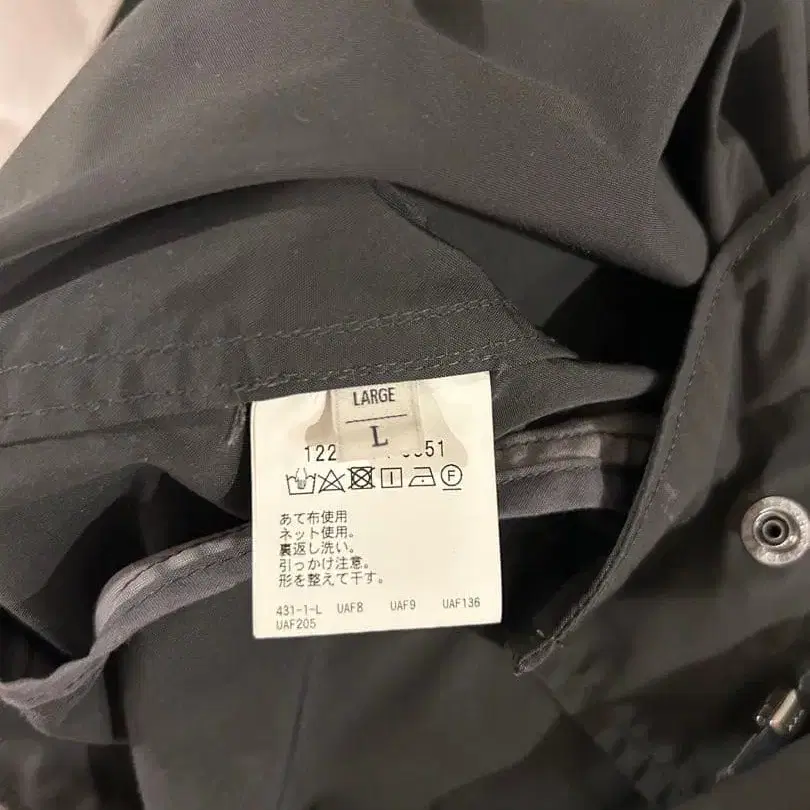 LARGE
L
122
51
あて布使用
ネット使用。
裏返し洗い。
引っかけ注意。
形を整えて干す。
431-1-L UAF8 UAF9 UAF136
UAF205